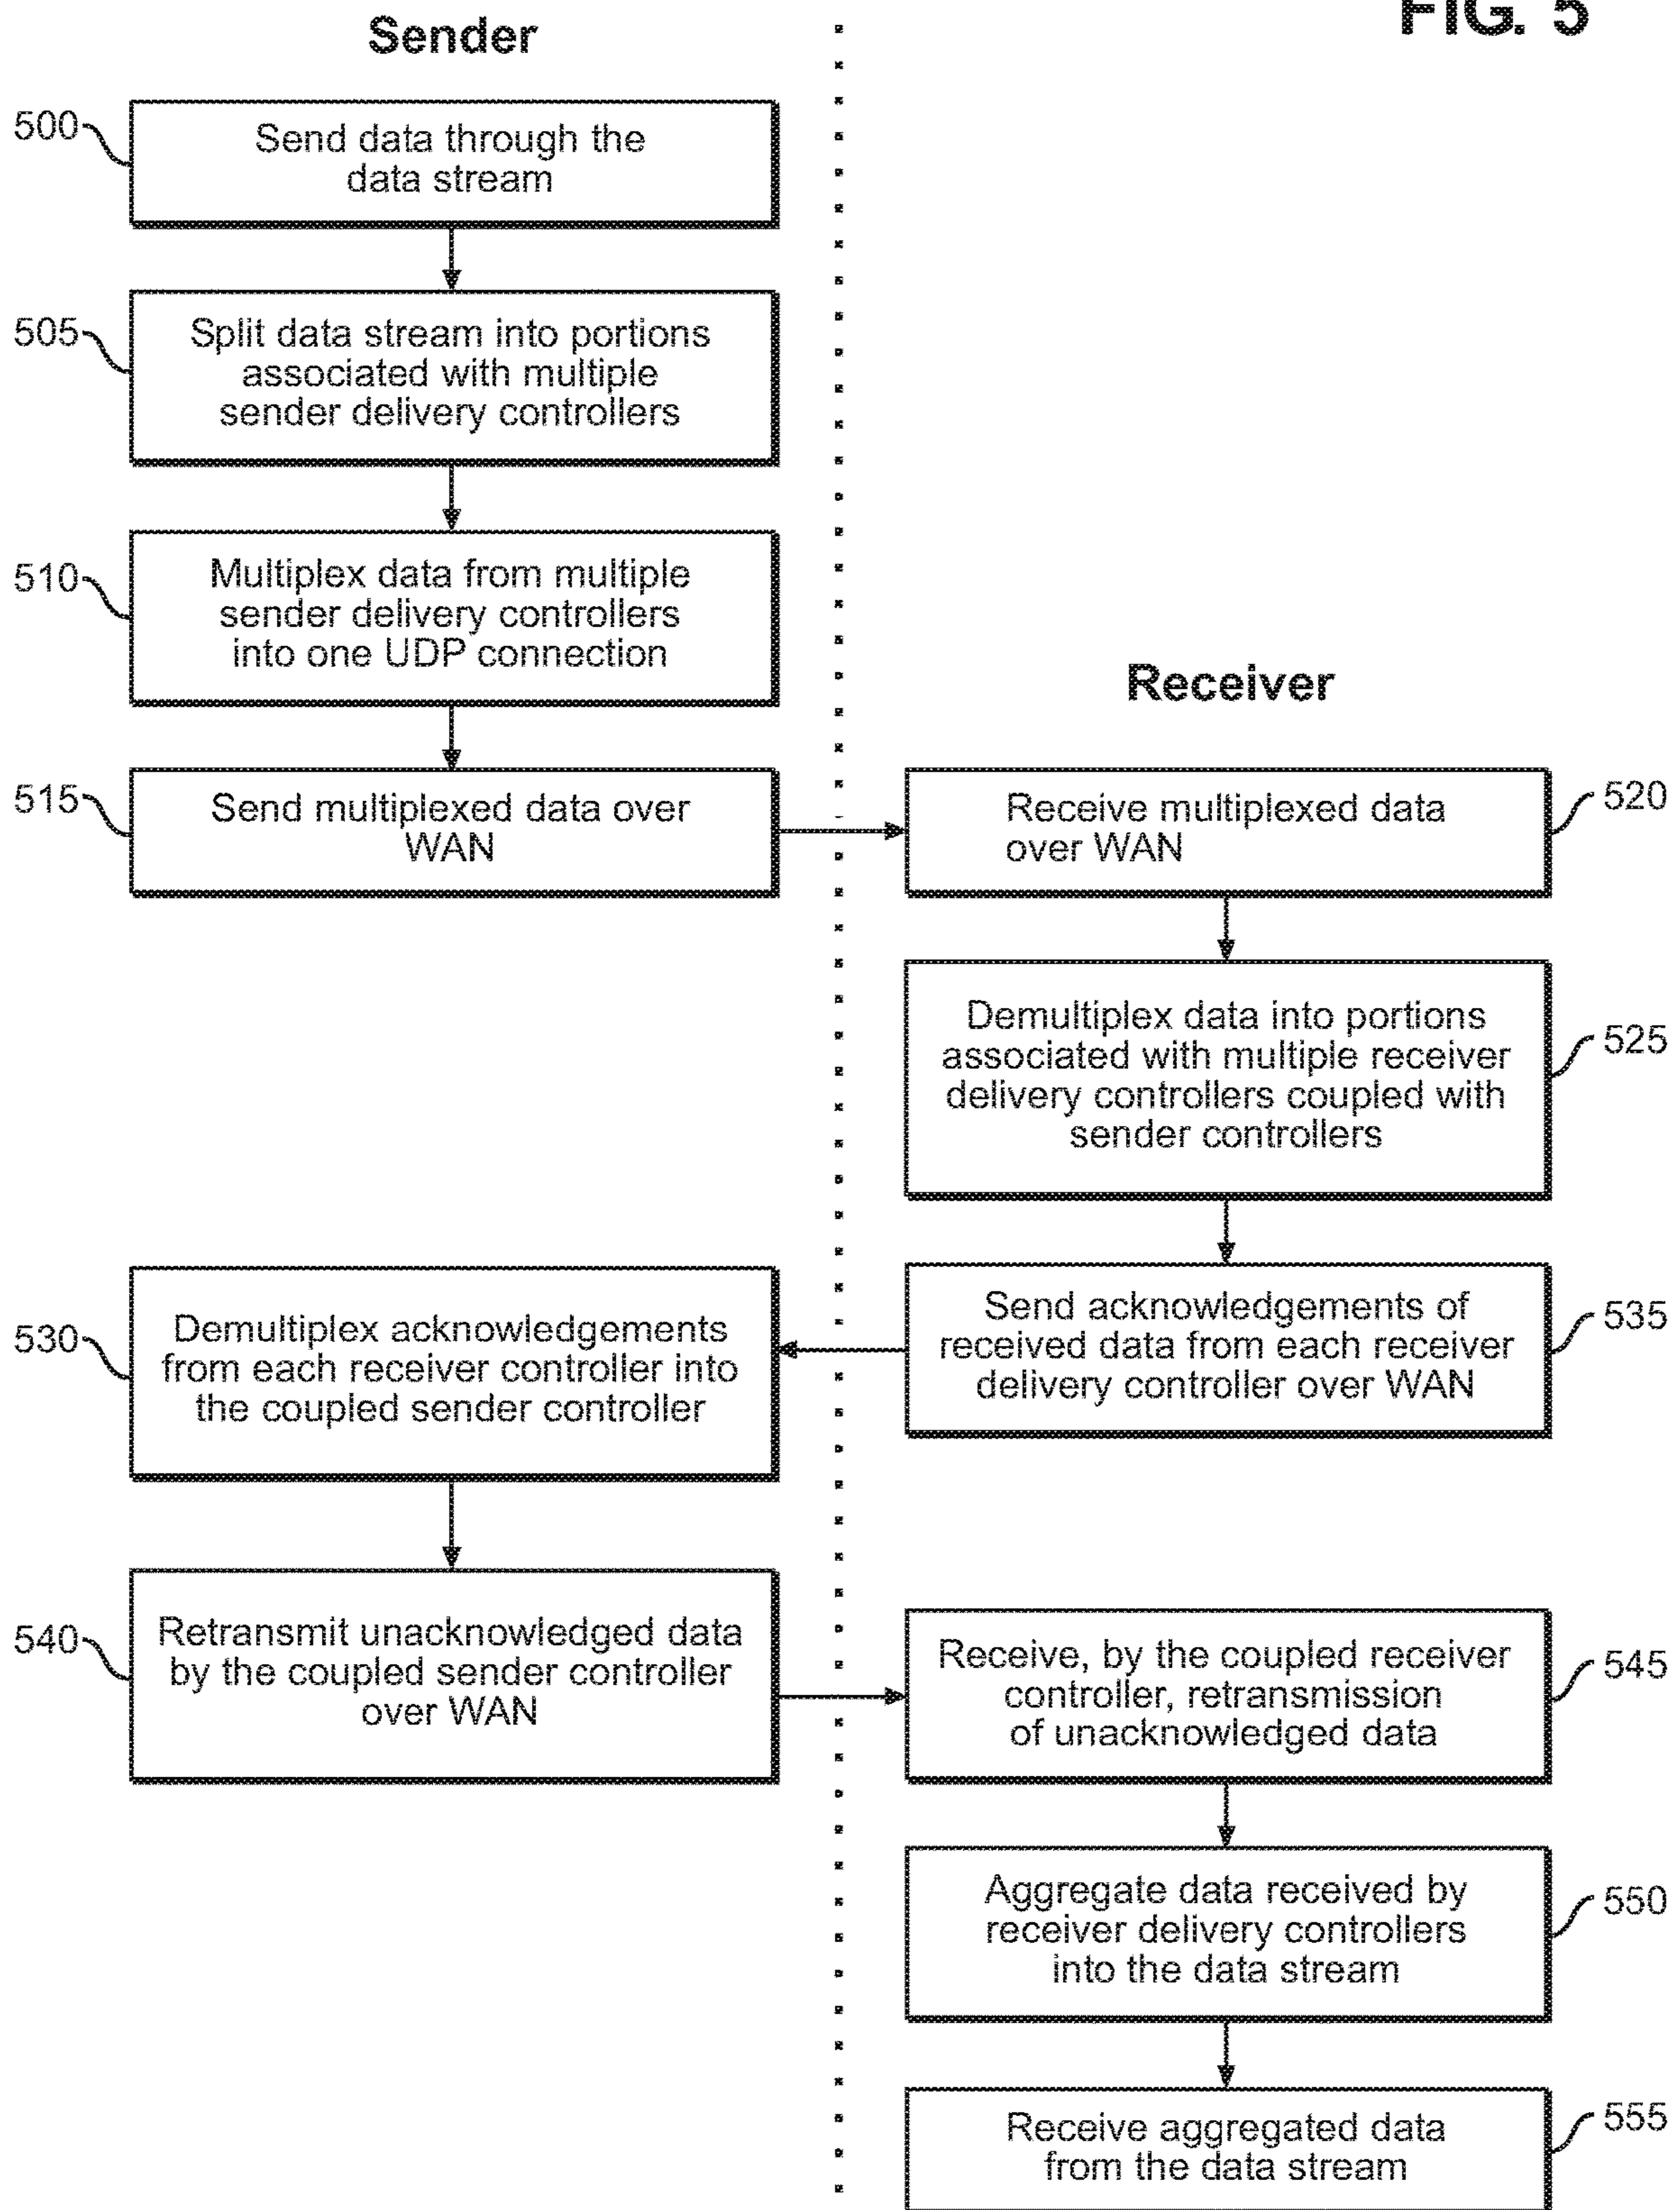 FIG. 5
Sender
500
Send data through the
data stream
505
Split data stream into portions
associated with multiple
sender delivery controllers
510
Multiplex data from multiple
sender delivery controllers
into one UDP connection
Receiver
515
Send multiplexed data over
WAN
Receive multiplexed data
over WAN
520
Demultiplex data into portions
associated with multiple receiver
delivery controllers coupled with
sender controllers
525
530
Demultiplex acknowledgements
from each receiver controller into
the coupled sender controller
Send acknowledgements of
received data from each receiver
delivery controller over WAN
535
540
Retransmit unacknowledged data
by the coupled sender controller
over WAN
Receive, by the coupled receiver
controller, retransmission
of unacknowledged data
545
Aggregate data received by
receiver delivery controllers
into the data stream
550
Receive aggregated data
from the data stream
555